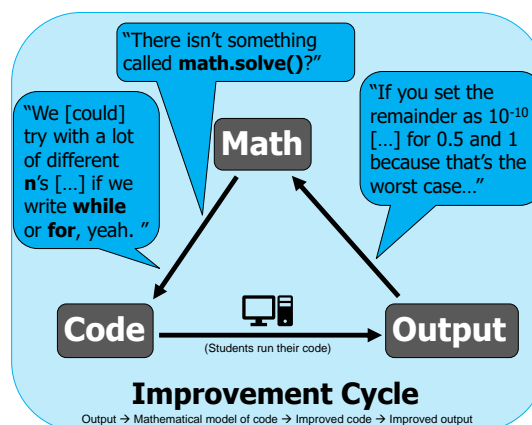 “There isn’t something
called math.solve()?”
“We [could]
try with a lot
of different
n’s […] if we
write while
or for, yeah. ”
“If you set the
remainder as 10⁻¹⁰
[…] for 0.5 and 1
because that’s the
worst case…”
Math
Code
(Students run their code)
Output
Improvement Cycle
Output → Mathematical model of code → Improved code → Improved output